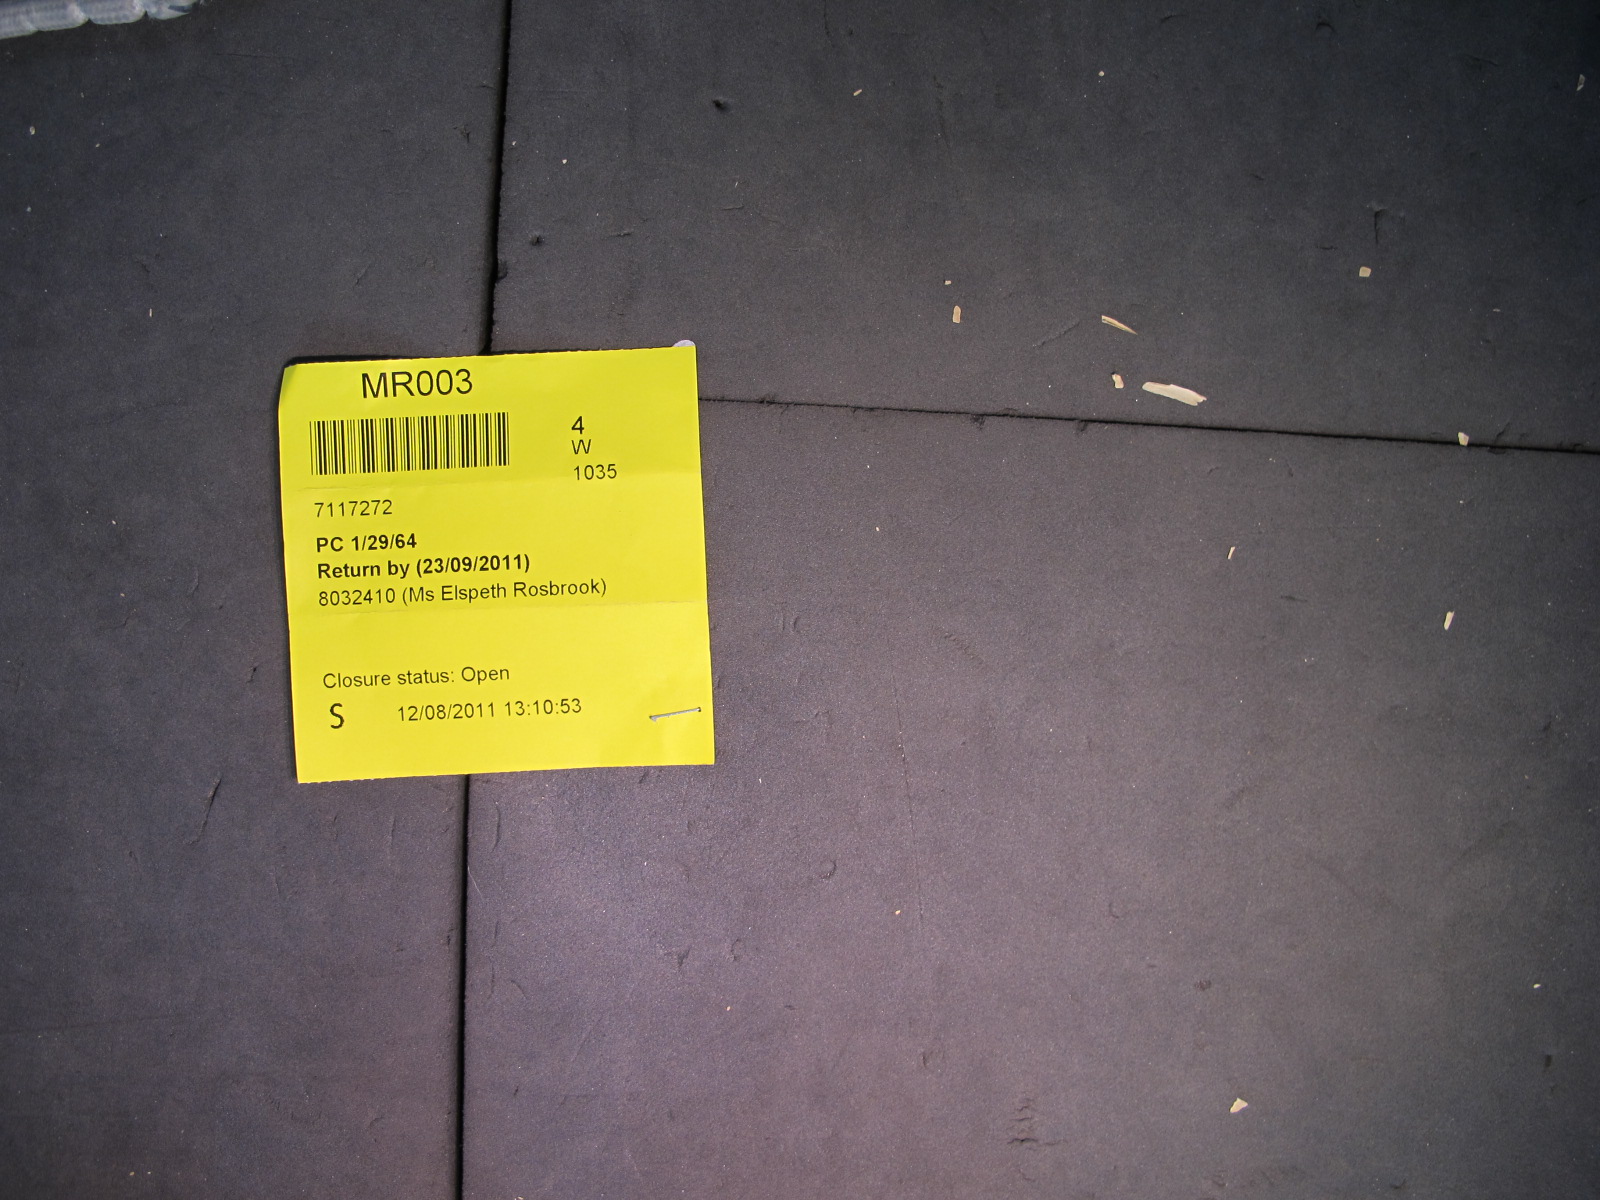 MR003
4
W
1035
7117272
PC 1/29/64
Return by (23/09/2011)
8032410 (Ms Elspeth Rosbrook)
Closure status: Open
S 12/08/2011 13:10:53